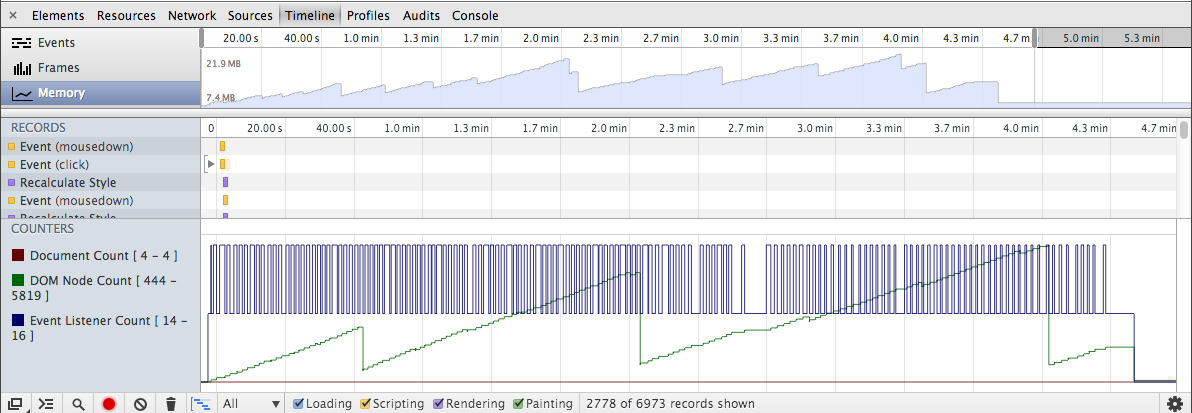 × Elements Resources Network Sources Timeline Profiles Audits Console
Events
Frames
Memory
20.00 s 40.00 s 1.0 min 1.3 min 1.7 min 2.0 min 2.3 min 2.7 min 3.0 min 3.3 min 3.7 min 4.0 min 4.3 min 4.7 m 5.0 min 5.3 min
21.9 MB
7.4 MB
RECORDS
0 20.00 s 40.00 s 1.0 min 1.3 min 1.7 min 2.0 min 2.3 min 2.7 min 3.0 min 3.3 min 3.7 min 4.0 min 4.3 min 4.7 min
Event (mousedown)
Event (click)
Recalculate Style
Event (mousedown)
Recalculate Style
COUNTERS
Document Count [ 4 – 4 ]
DOM Node Count [ 444 –
5819 ]
Event Listener Count [ 14 –
16 ]
All Loading Scripting Rendering Painting 2778 of 6973 records shown